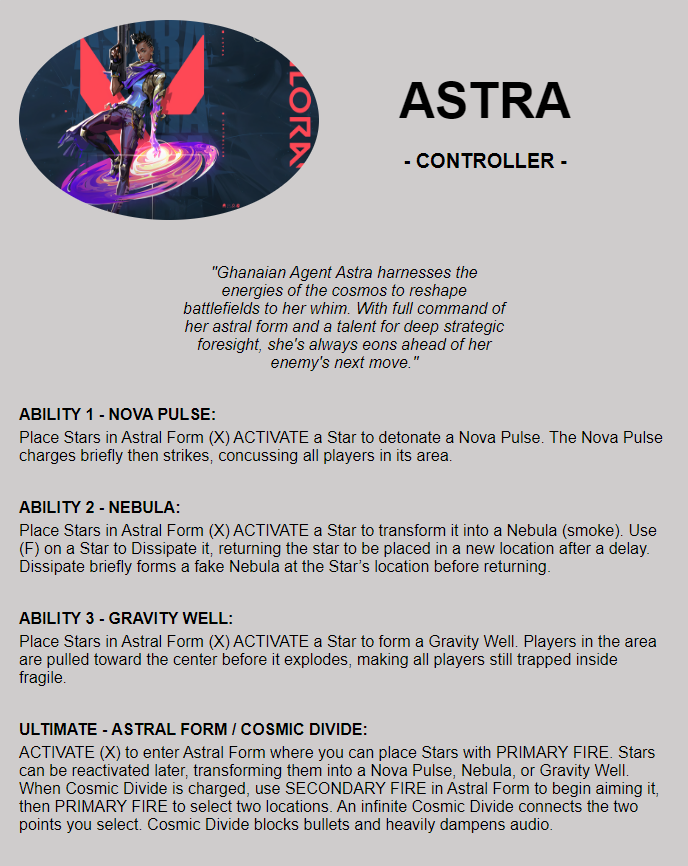 ASTRA
- CONTROLLER -
"Ghanaian Agent Astra harnesses the
energies of the cosmos to reshape
battlefields to her whim. With full command of
her astral form and a talent for deep strategic
foresight, she's always eons ahead of her
enemy's next move."
ABILITY 1 - NOVA PULSE:
Place Stars in Astral Form (X) ACTIVATE a Star to detonate a Nova Pulse. The Nova Pulse
charges briefly then strikes, concussing all players in its area.
ABILITY 2 - NEBULA:
Place Stars in Astral Form (X) ACTIVATE a Star to transform it into a Nebula (smoke). Use
(F) on a Star to Dissipate it, returning the star to be placed in a new location after a delay.
Dissipate briefly forms a fake Nebula at the Star’s location before returning.
ABILITY 3 - GRAVITY WELL:
Place Stars in Astral Form (X) ACTIVATE a Star to form a Gravity Well. Players in the area
are pulled toward the center before it explodes, making all players still trapped inside
fragile.
ULTIMATE - ASTRAL FORM / COSMIC DIVIDE:
ACTIVATE (X) to enter Astral Form where you can place Stars with PRIMARY FIRE. Stars
can be reactivated later, transforming them into a Nova Pulse, Nebula, or Gravity Well.
When Cosmic Divide is charged, use SECONDARY FIRE in Astral Form to begin aiming it,
then PRIMARY FIRE to select two locations. An infinite Cosmic Divide connects the two
points you select. Cosmic Divide blocks bullets and heavily dampens audio.